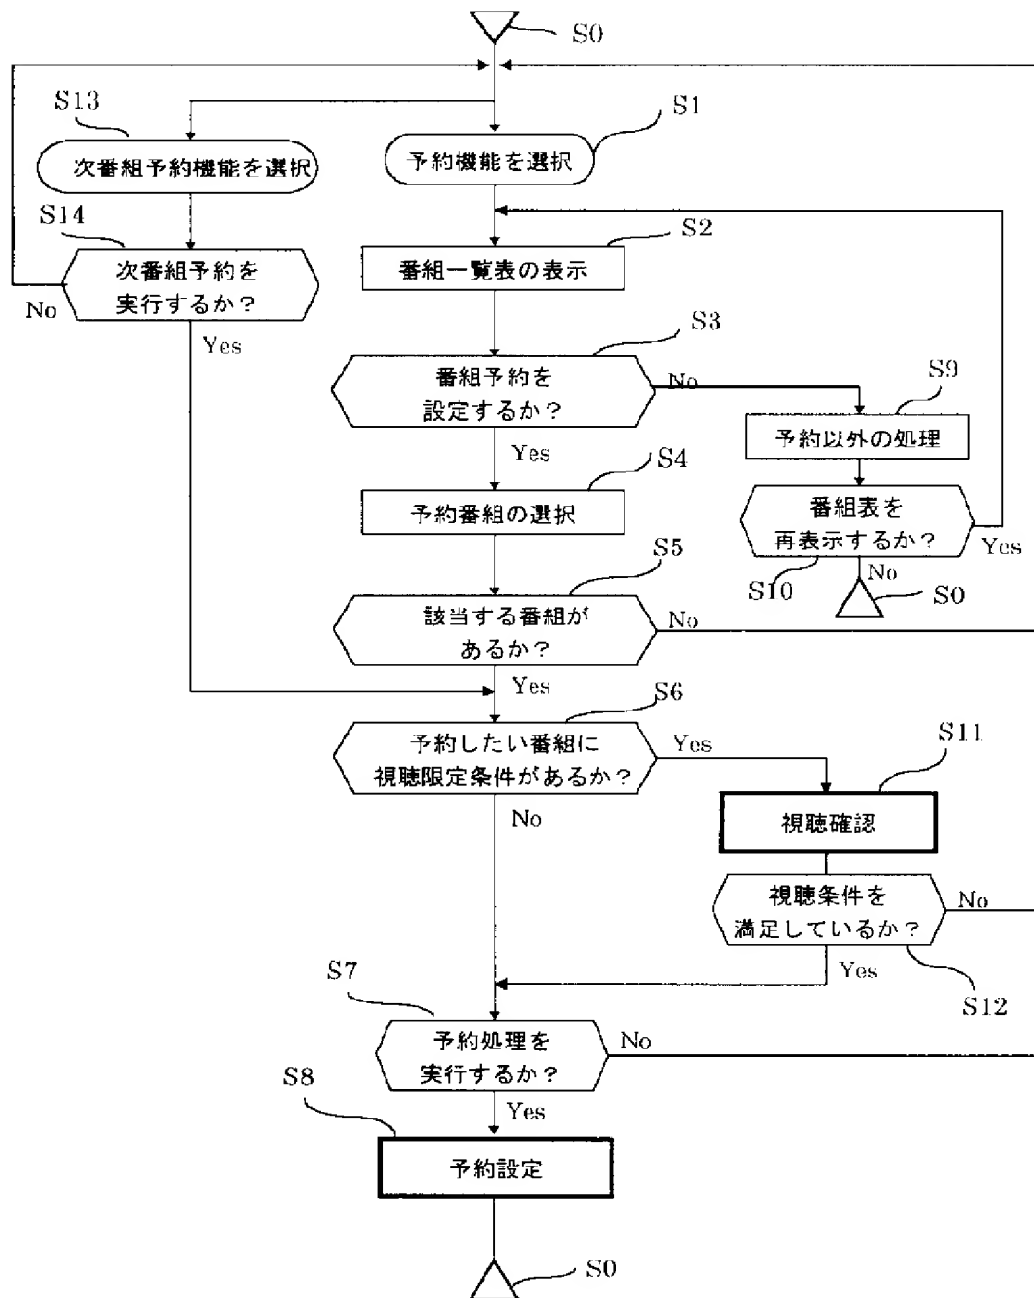 S0
S13
S1
次番組予約機能を選択
予約機能を選択
S14
S2
次番組予約を
実行するか？
番組一覧表の表示
No
Yes
S3
番組予約を
設定するか？
No
S9
Yes
予約以外の処理
S4
予約番組の選択
番組表を
再表示するか？
Yes
S5
S10
No
S0
該当する番組が
あるか？
No
Yes
S6
予約したい番組に
視聴限定条件があるか？
Yes
S11
No
視聴確認
視聴条件を
満足しているか？
No
Yes
S12
S7
予約処理を
実行するか？
No
S8
Yes
予約設定
S0